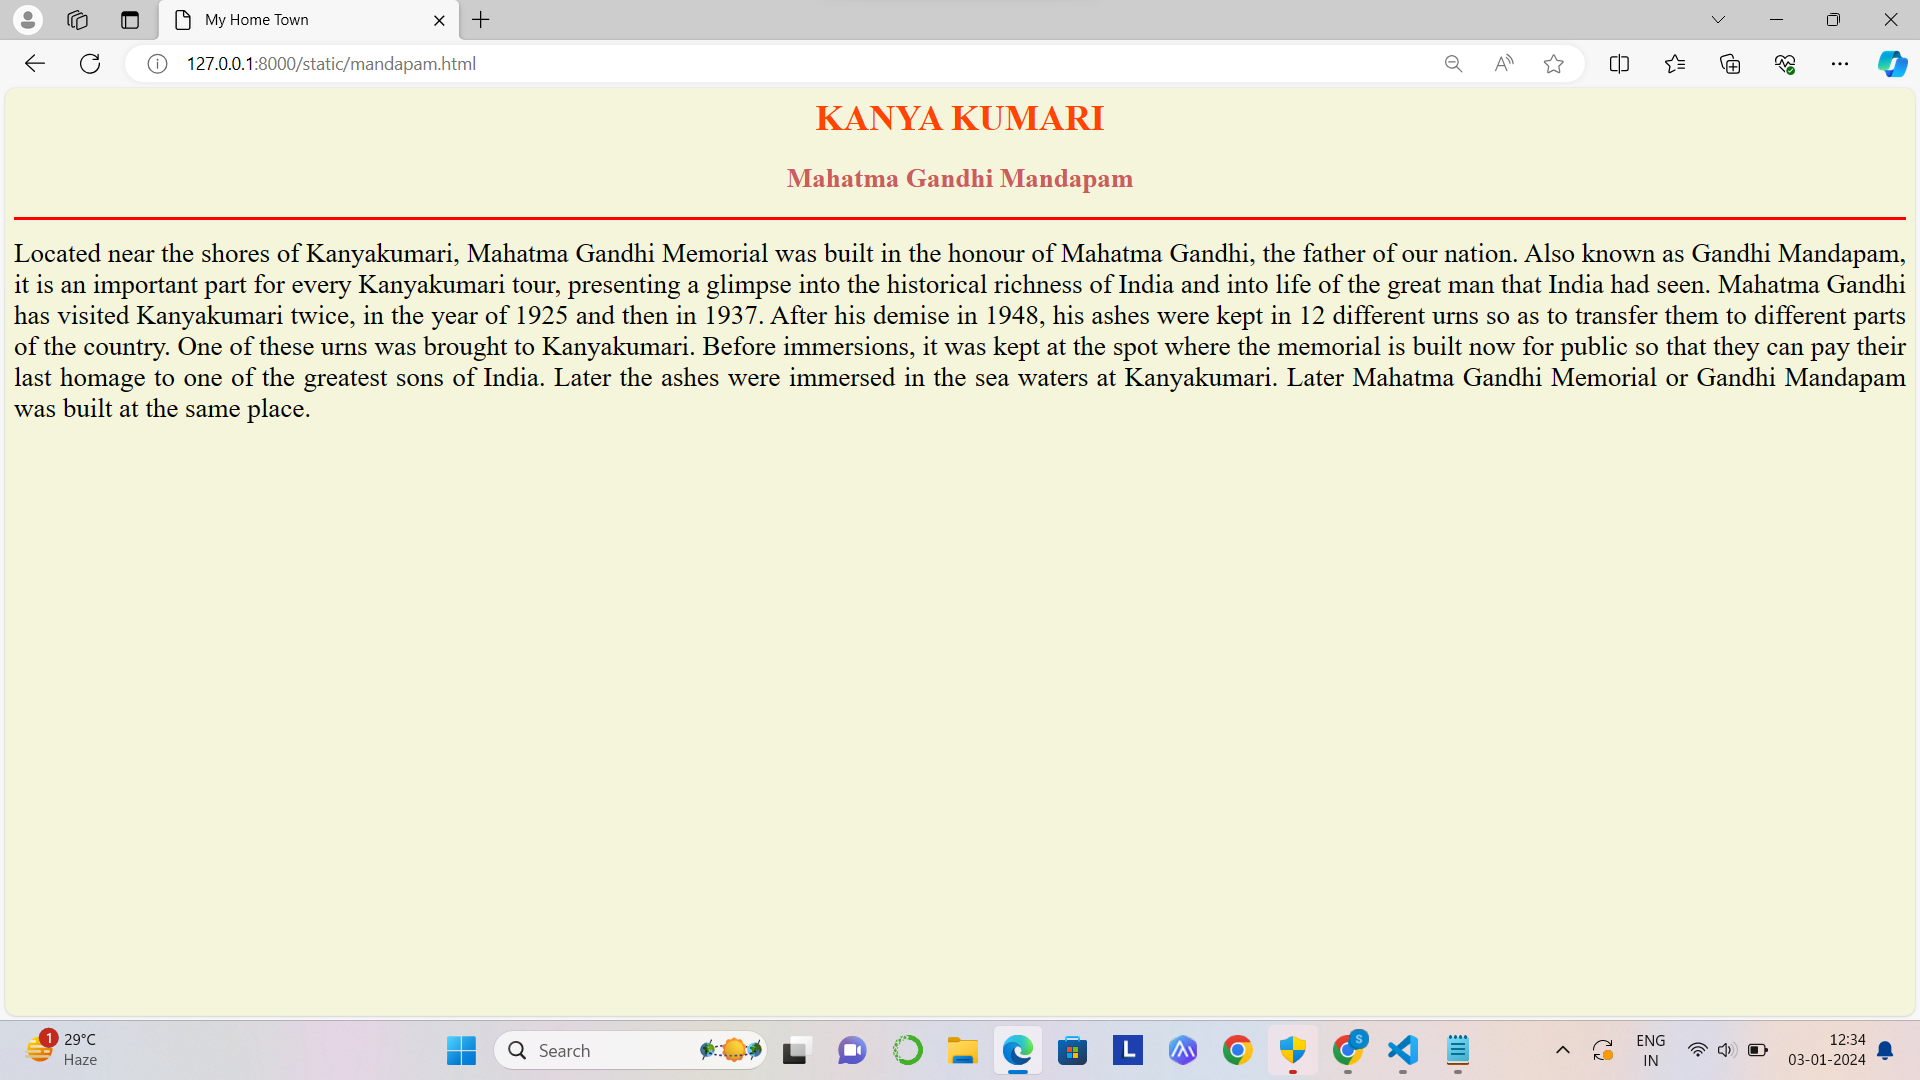 My Home Town
127.0.0.1:8000/static/mandapam.html
KANYA KUMARI
Mahatma Gandhi Mandapam
Located near the shores of Kanyakumari, Mahatma Gandhi Memorial was built in the honour of Mahatma Gandhi, the father of our nation. Also known as Gandhi Mandapam,
it is an important part for every Kanyakumari tour, presenting a glimpse into the historical richness of India and into life of the great man that India had seen. Mahatma Gandhi
has visited Kanyakumari twice, in the year of 1925 and then in 1937. After his demise in 1948, his ashes were kept in 12 different urns so as to transfer them to different parts
of the country. One of these urns was brought to Kanyakumari. Before immersions, it was kept at the spot where the memorial is built now for public so that they can pay their
last homage to one of the greatest sons of India. Later the ashes were immersed in the sea waters at Kanyakumari. Later Mahatma Gandhi Memorial or Gandhi Mandapam
was built at the same place.
1
29°C
Haze
Search
L
S
ENG
IN
12:34
03-01-2024